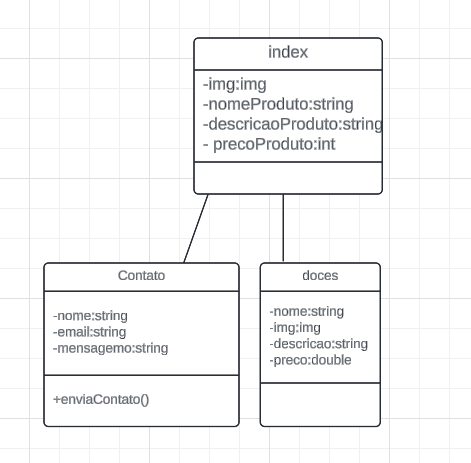 index
-img:img
-nomeProduto:string
-descricaoProduto:string
- precoProduto:int
Contato
-nome:string
-email:string
-mensagemo:string
+enviaContato()
doces
-nome:string
-img:img
-descricao:string
-preco:double